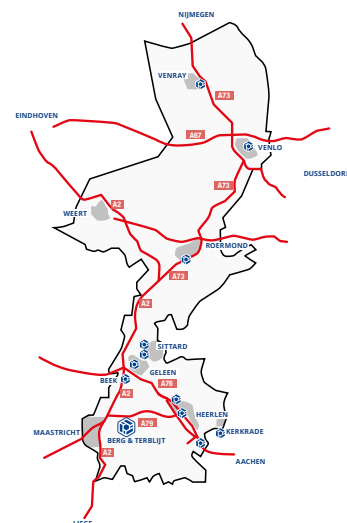 NIJMEGEN
VENRAY
A73
EINDHOVEN
A67
VENLO
DUSSELDOR
A73
A2
WEERT
ROERMOND
A73
A2
SITTARD
GELEEN
BEEK
A76
A2
HEERLEN
A79
MAASTRICHT
KERKRADE
BERG & TERBLIJT
A2
AACHEN